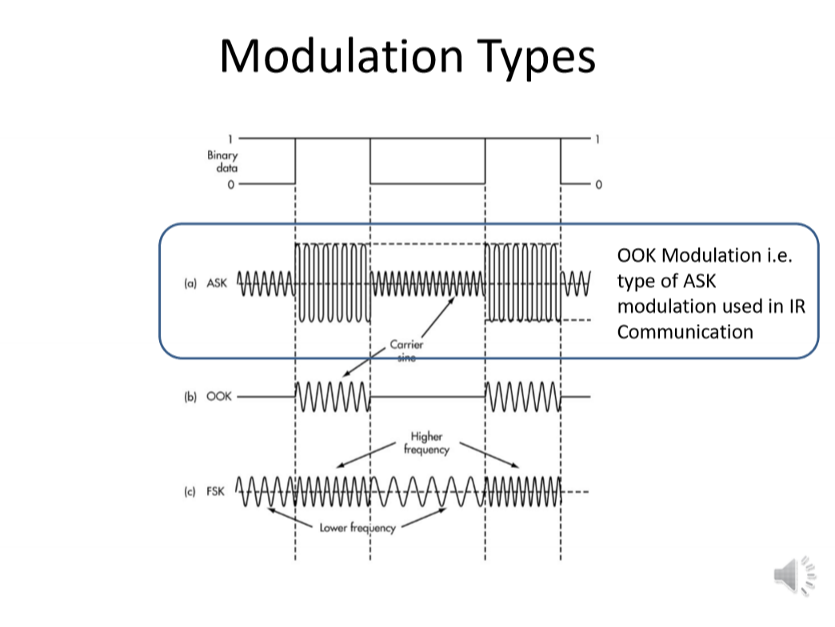 Modulation Types
1
1
Binary
data
0
0
(a) ASK
OOK Modulation i.e.
type of ASK
modulation used in IR
Communication
Carrier
sine
(b) OOK
Higher
frequency
(c) FSK
Lower frequency